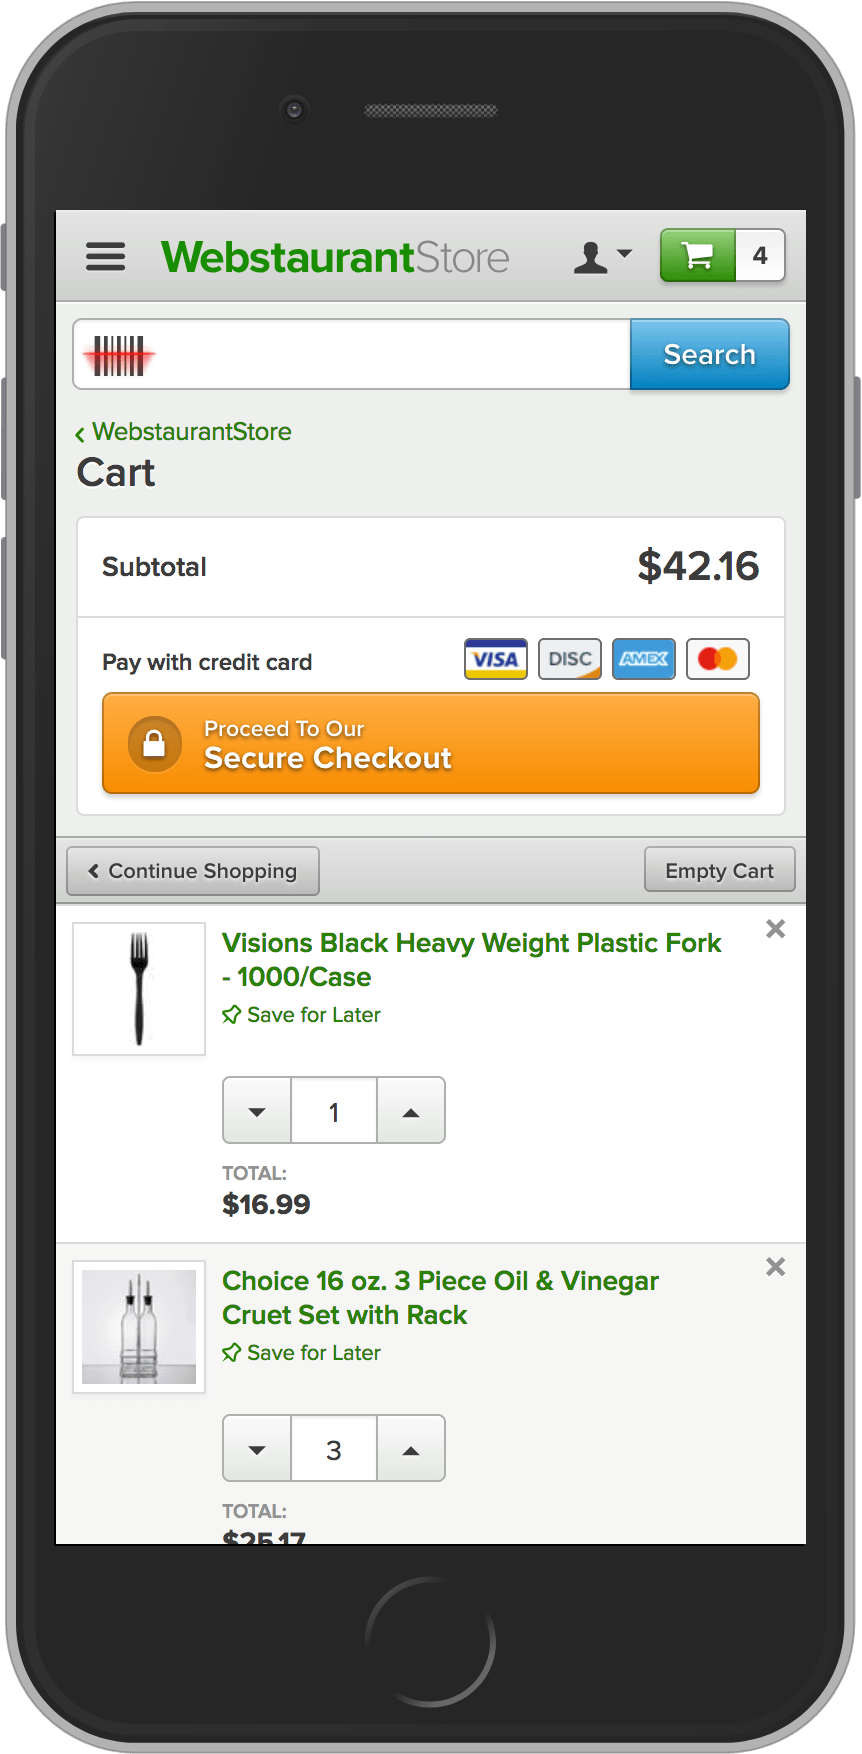 WebstaurantStore
4
Search
WebstaurantStore
Cart
Subtotal
$42.16
Pay with credit card
VISA
DISC
AMEX
Proceed To Our
Secure Checkout
Continue Shopping
Empty Cart
Visions Black Heavy Weight Plastic Fork
- 1000/Case
Save for Later
1
TOTAL:
$16.99
Choice 16 oz. 3 Piece Oil & Vinegar
Cruet Set with Rack
Save for Later
3
TOTAL:
$25.17